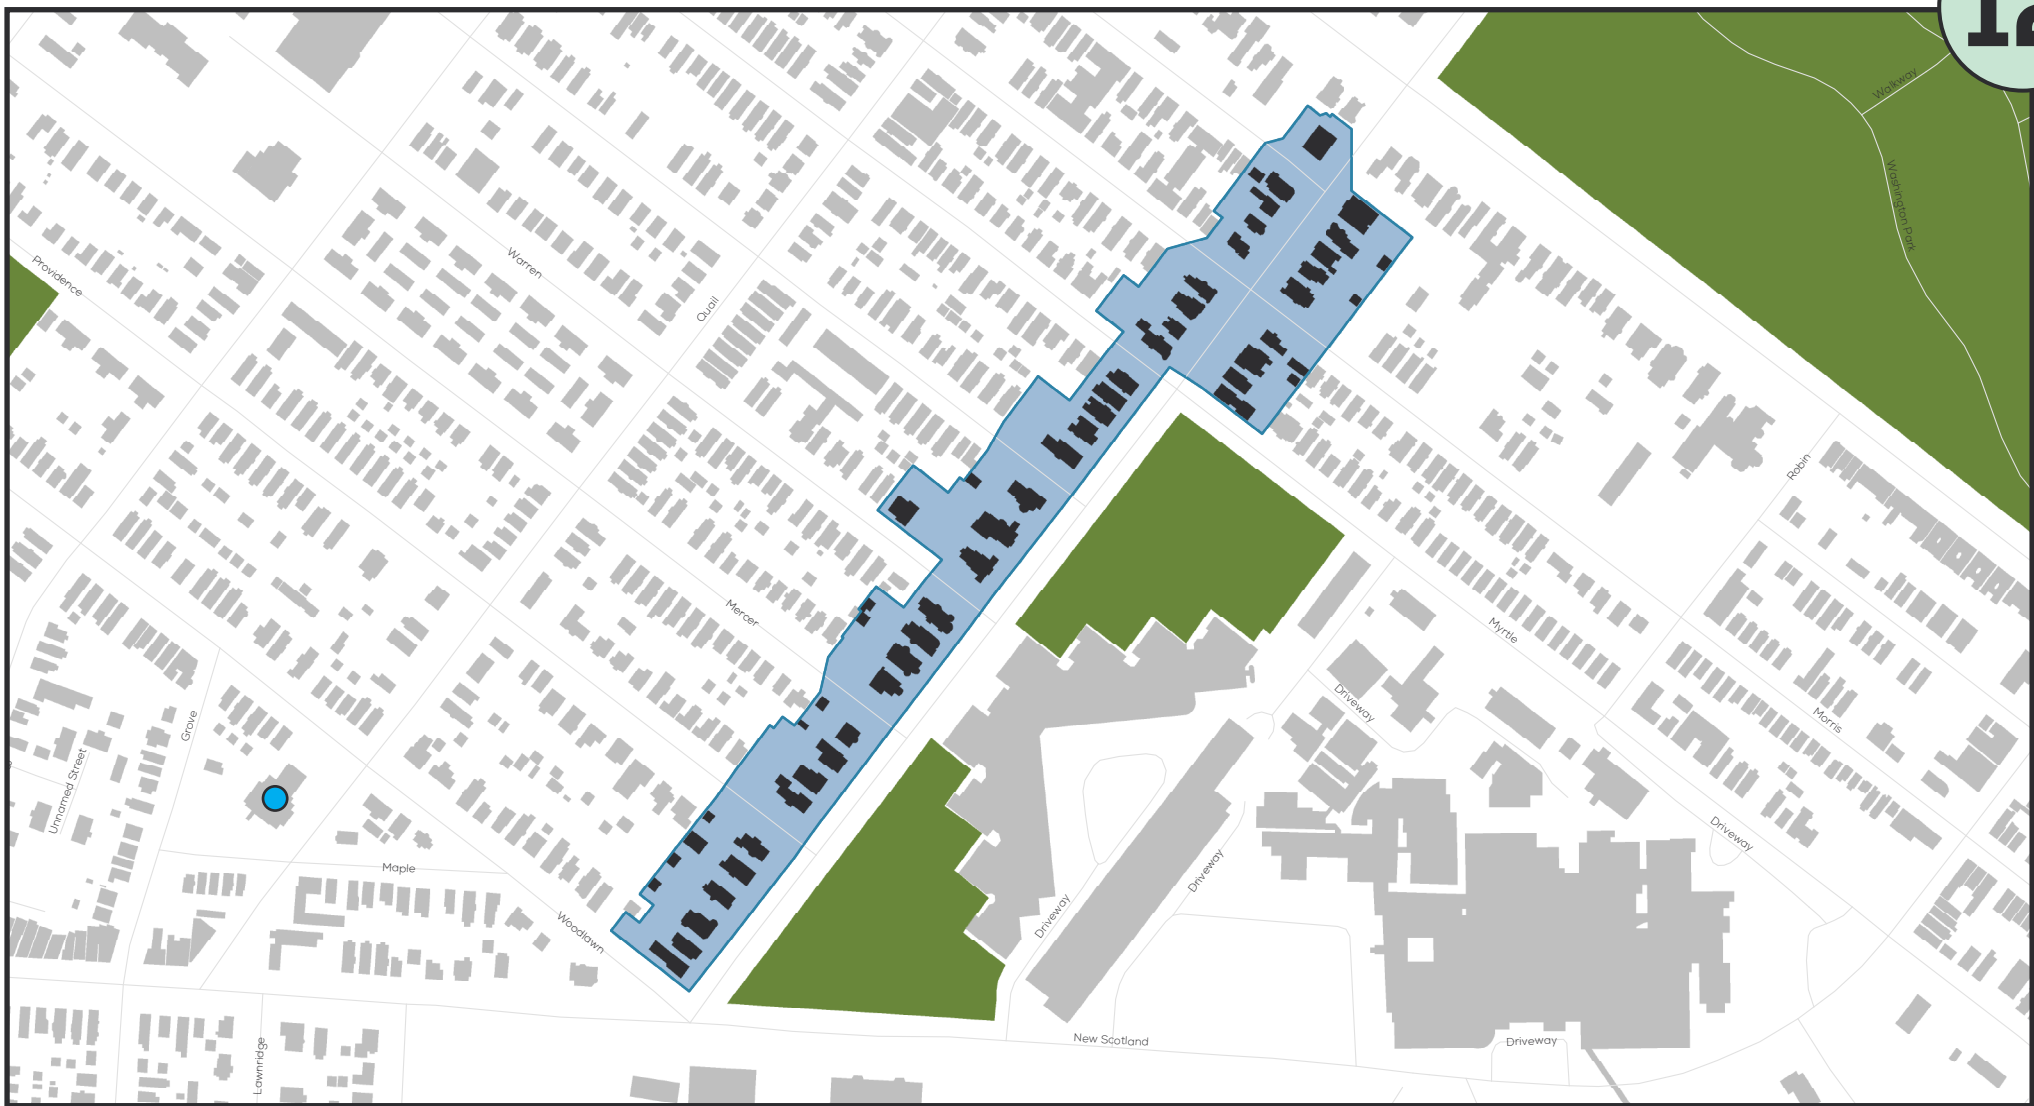 Walkway
Washington Park
Providence
Warren
Quail
Robin
Mercer
Myrtle
Driveway
Morris
Grove
Unnamed Street
Driveway
Maple
Driveway
Driveway
Woodlawn
New Scotland
Driveway
Lawnridge